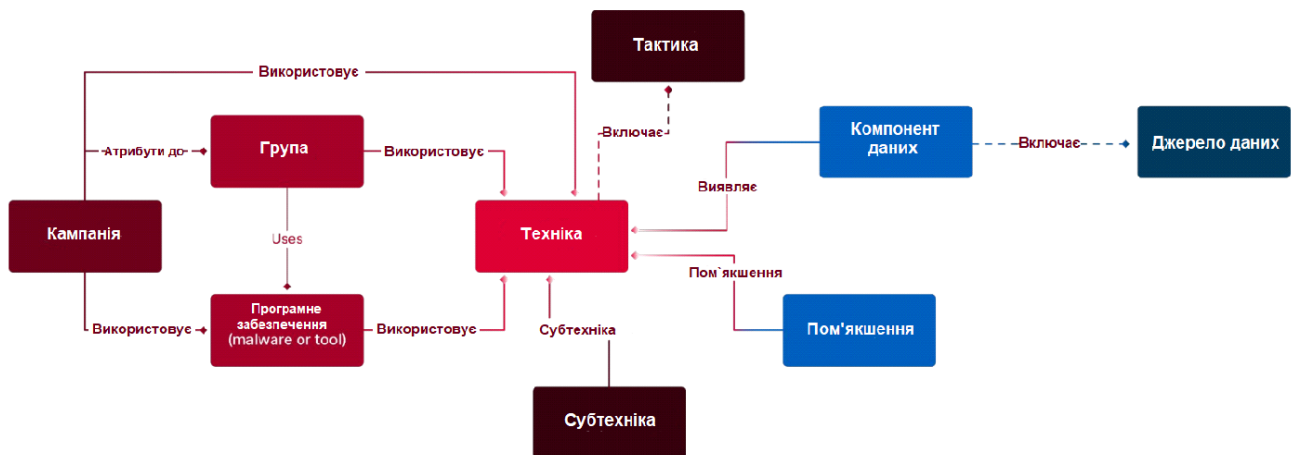 Тактика
Використовує
Включає
Компонент
даних
Включає
Джерело даних
Атрибути до
Група
Використовує
Виявляє
Кампанія
Uses
Техніка
Пом`якшення
Використовує
Програмне
забезпечення
(malware or tool)
Використовує
Субтехніка
Пом'якшення
Субтехніка